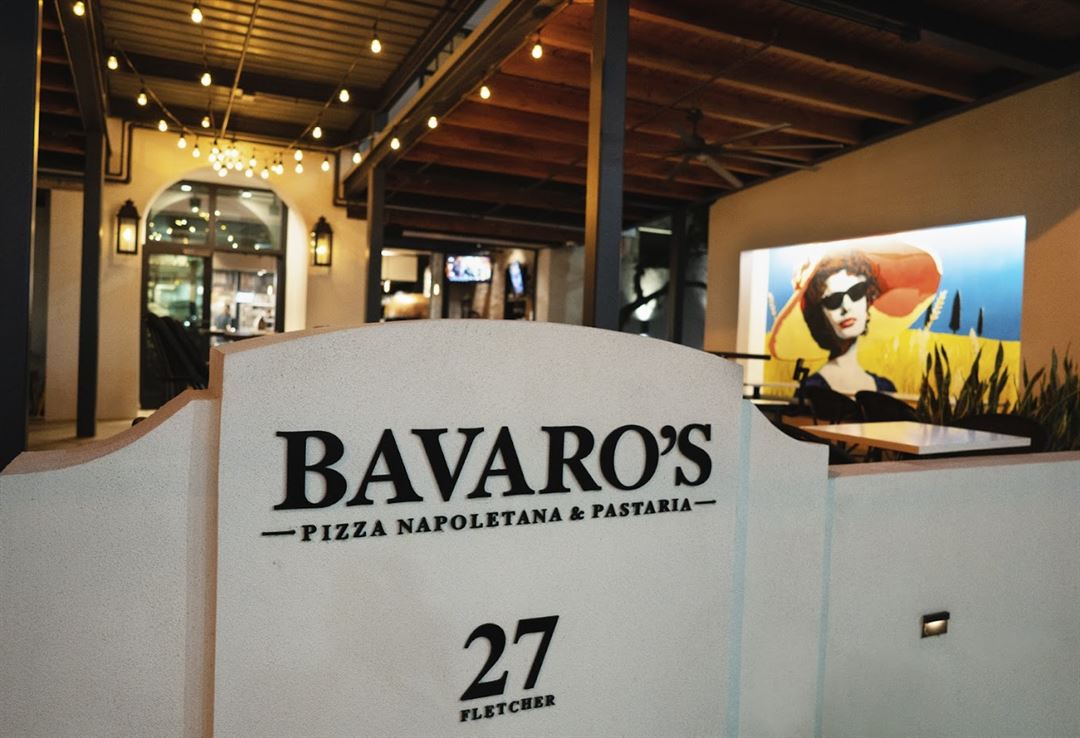 BAVARO'S
PIZZA NAPOLETANA & PASTARIA
27
FLETCHER